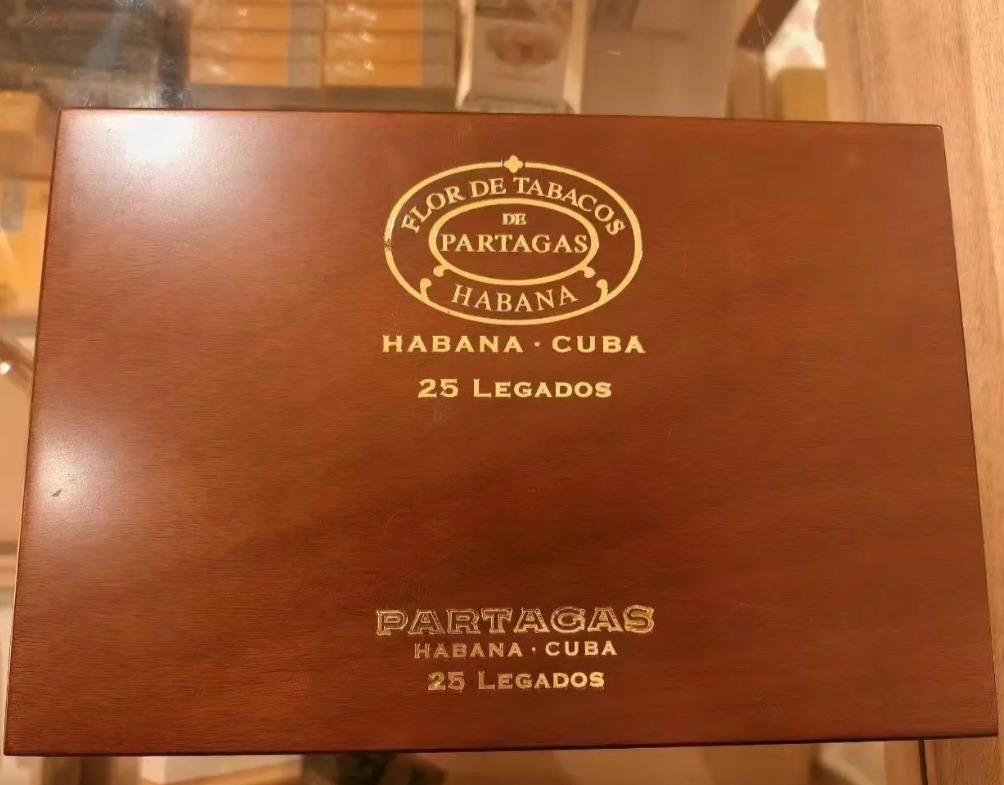 FLOR DE TABACOS
DE
PARTAGAS
HABANA
HABANA · CUBA
25 LEGADOS
PARTAGAS
HABANA · CUBA
25 LEGADOS